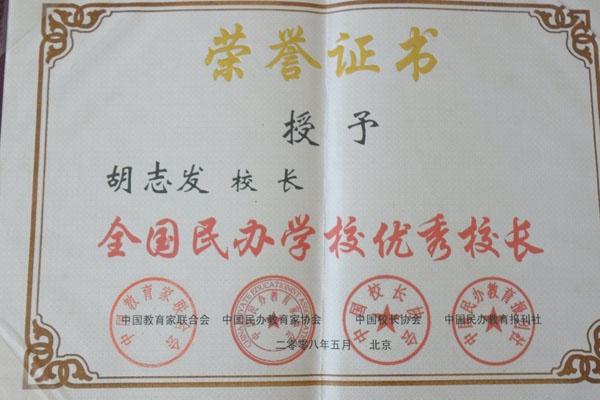 荣誉证书
授予
胡志发 校长
全国民办学校优秀校长
中国教育家联合会 中国民办教育家协会 中国校长协会 中国民办教育报刊社
二零零八年五月 北京